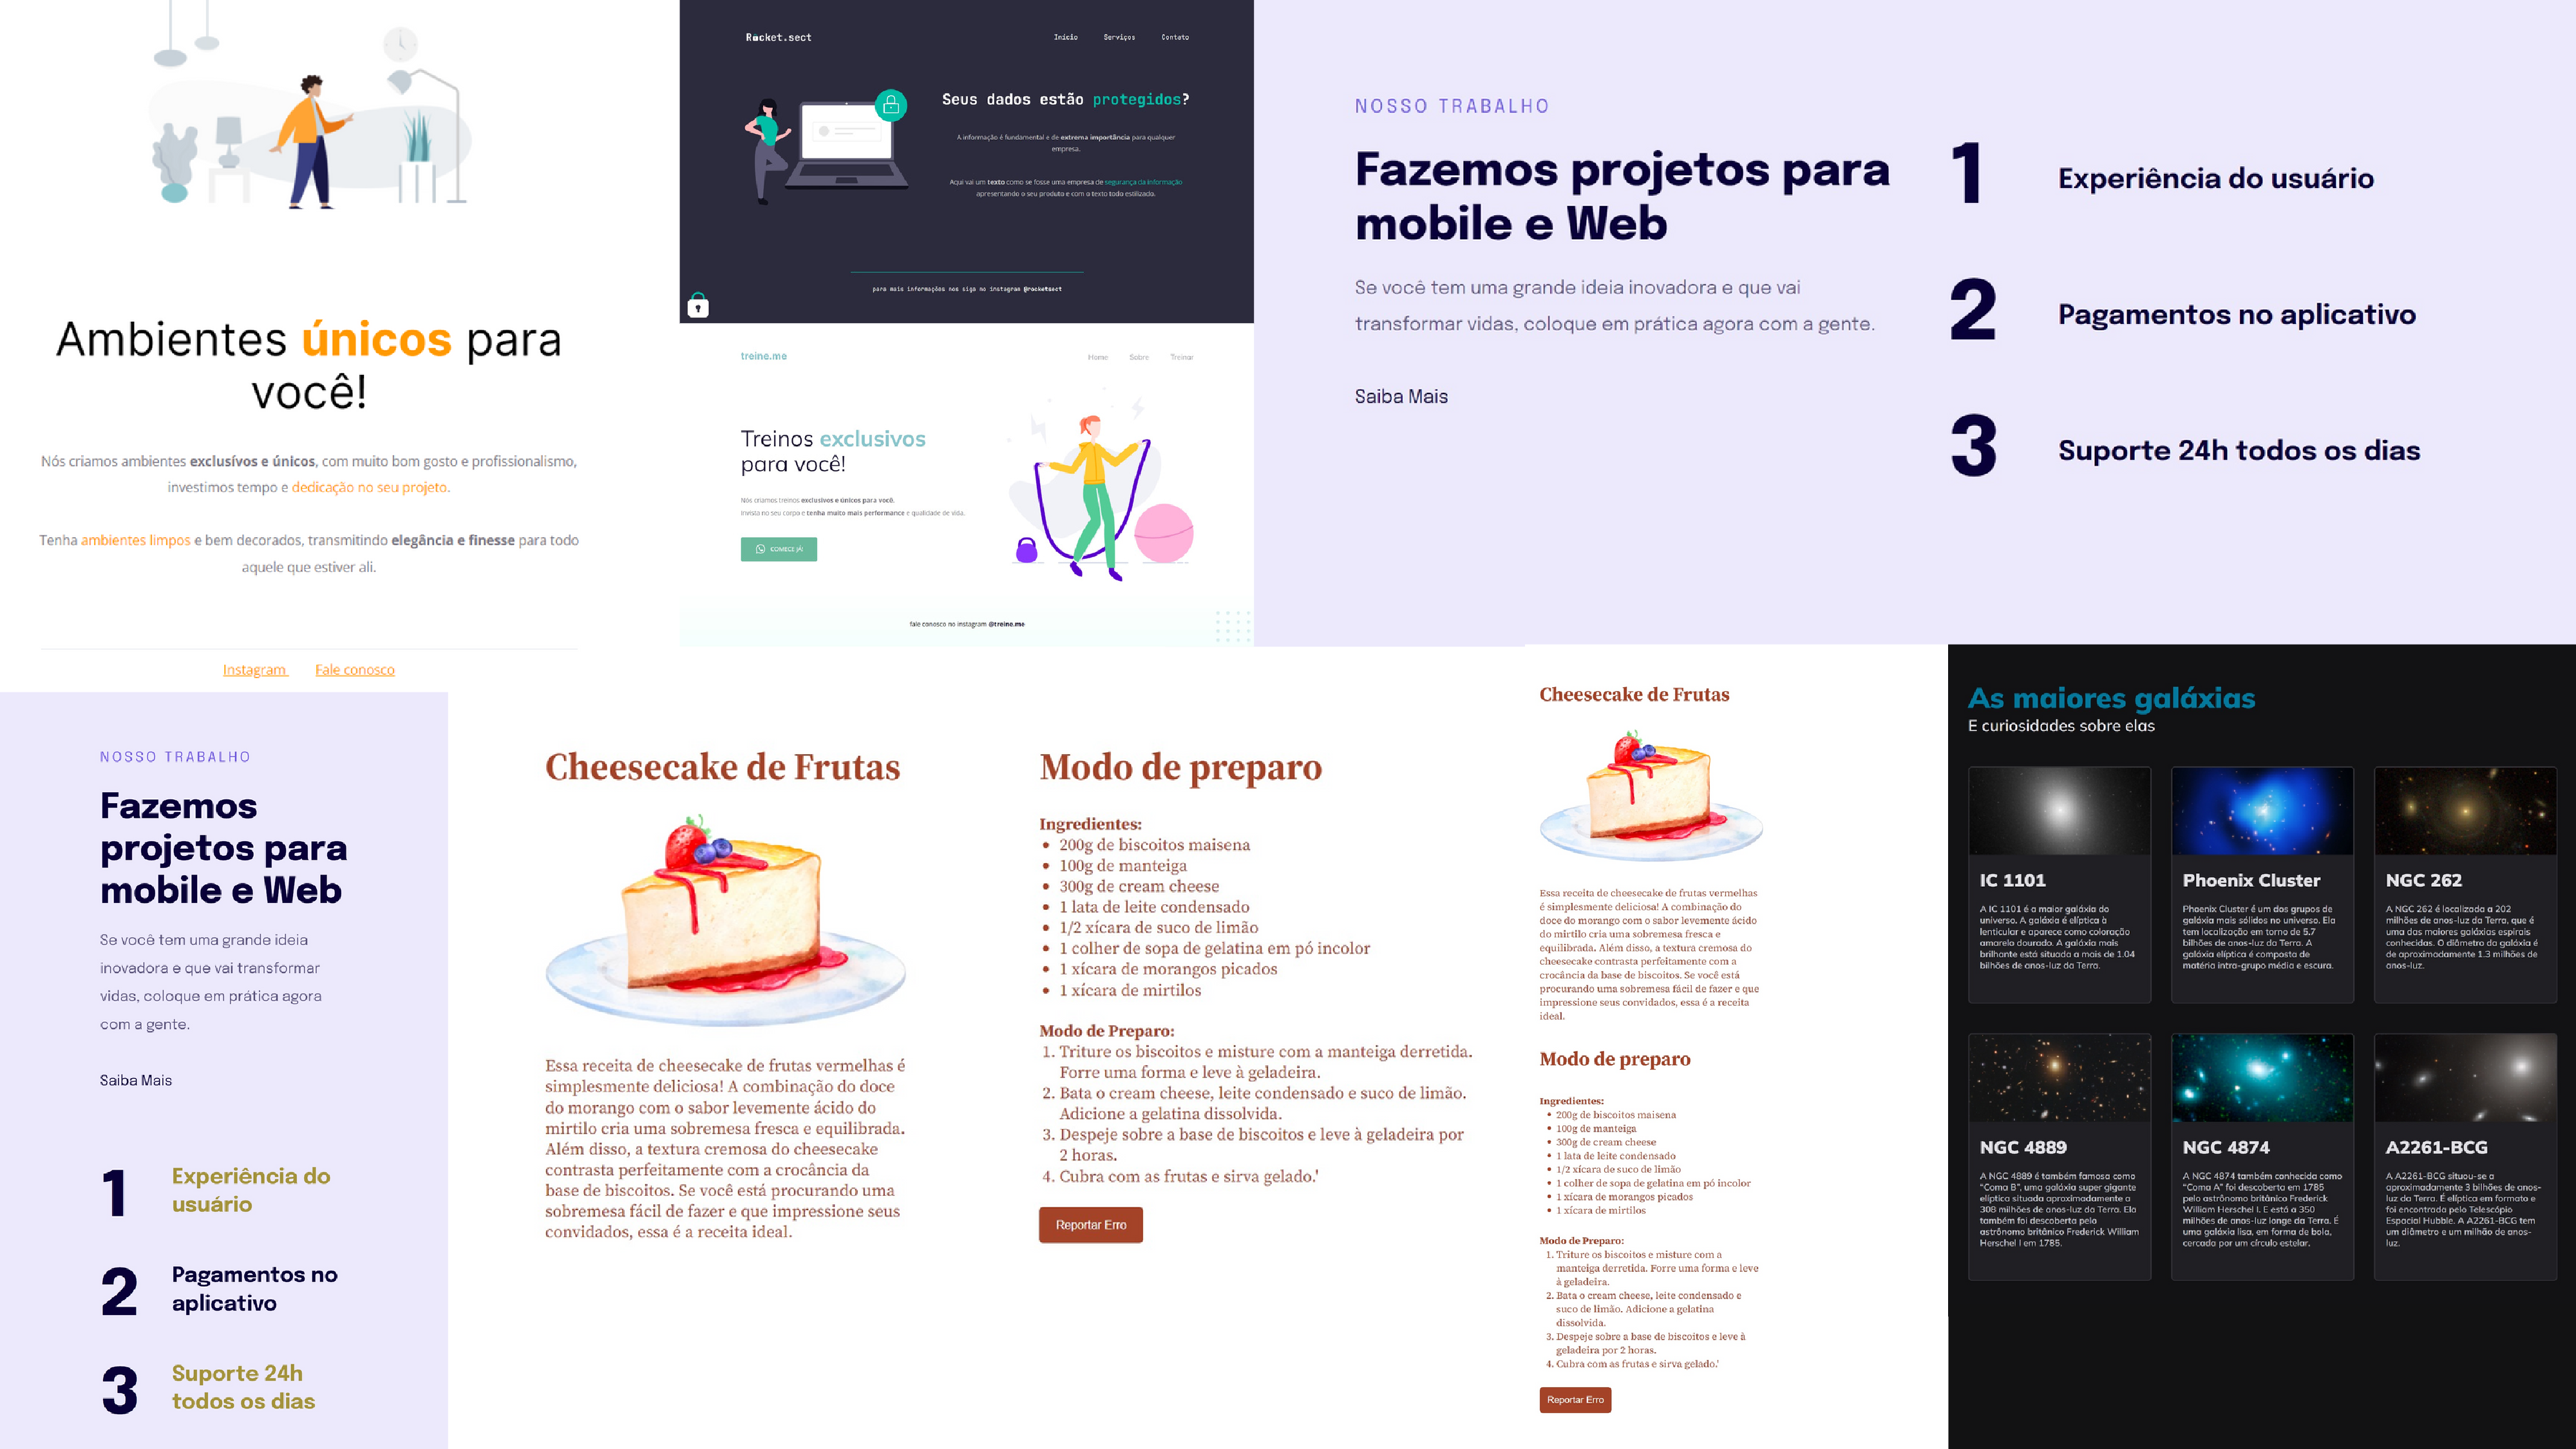 Ambientes únicos para
você!
Nós criamos ambientes exclusívos e únicos, com muito bom gosto e profissionalismo,
investimos tempo e dedicação no seu projeto.
Tenha ambientes limpos e bem decorados, transmitindo elegância e finesse para todo
aquele que estiver ali.
Instagram Fale conosco
Rocket.sect
Início Serviços Contato
Seus dados estão protegidos?
A informação é fundamental e de extrema importância para qualquer
empresa.
Aqui vai um texto como se fosse uma empresa de segurança da informação
apresentando o seu produto e com o texto todo estilizado.
para mais informações nos siga no instagram @rocketsect
treine.me
Home Sobre Treinar
Treinos exclusivos
para você!
Nós criamos treinos exclusivos e únicos para você.
Invista no seu corpo e tenha muito mais performance e qualidade de vida.
COMECE JÁ
fale conosco no instagram @treine.me
NOSSO TRABALHO
Fazemos projetos para
mobile e Web
Se você tem uma grande ideia inovadora e que vai
transformar vidas, coloque em prática agora com a gente.
Saiba Mais
1 Experiência do usuário
2 Pagamentos no aplicativo
3 Suporte 24h todos os dias
NOSSO TRABALHO
Fazemos
projetos para
mobile e Web
Se você tem uma grande ideia
inovadora e que vai transformar
vidas, coloque em prática agora
com a gente.
Saiba Mais
1 Experiência do
usuário
2 Pagamentos no
aplicativo
3 Suporte 24h
todos os dias
Cheesecake de Frutas
Essa receita de cheesecake de frutas vermelhas é
simplesmente deliciosa! A combinação do doce
do morango com o sabor levemente ácido do
mirtilo cria uma sobremesa fresca e equilibrada.
Além disso, a textura cremosa do cheesecake
contrasta perfeitamente com a crocância da
base de biscoitos. Se você está procurando uma
sobremesa fácil de fazer e que impressione seus
convidados, essa é a receita ideal.
Modo de preparo
Ingredientes:
• 200g de biscoitos maisena
• 100g de manteiga
• 300g de cream cheese
• 1 lata de leite condensado
• 1/2 xícara de suco de limão
• 1 colher de sopa de gelatina em pó incolor
• 1 xícara de morangos picados
• 1 xícara de mirtilos
Modo de Preparo:
1. Triture os biscoitos e misture com a manteiga derretida.
Forre uma forma e leve à geladeira.
2. Bata o cream cheese, leite condensado e suco de limão.
Adicione a gelatina dissolvida.
3. Despeje sobre a base de biscoitos e leve à geladeira por
2 horas.
4. Cubra com as frutas e sirva gelado.'
Reportar Erro
Cheesecake de Frutas
Essa receita de cheesecake de frutas vermelhas
é simplesmente deliciosa! A combinação do
doce do morango com o sabor levemente ácido
do mirtilo cria uma sobremesa fresca e
equilibrada. Além disso, a textura cremosa do
cheesecake contrasta perfeitamente com a
crocância da base de biscoitos. Se você está
procurando uma sobremesa fácil de fazer e que
impressione seus convidados, essa é a receita
ideal.
Modo de preparo
Ingredientes:
• 200g de biscoitos maisena
• 100g de manteiga
• 300g de cream cheese
• 1 lata de leite condensado
• 1/2 xícara de suco de limão
• 1 colher de sopa de gelatina em pó incolor
• 1 xícara de morangos picados
• 1 xícara de mirtilos
Modo de Preparo:
1. Triture os biscoitos e misture com a
manteiga derretida. Forre uma forma e leve
à geladeira.
2. Bata o cream cheese, leite condensado e
suco de limão. Adicione a gelatina
dissolvida.
3. Despeje sobre a base de biscoitos e leve à
geladeira por 2 horas.
4. Cubra com as frutas e sirva gelado.'
Reportar Erro
As maiores galáxias
E curiosidades sobre elas
IC 1101
A IC 1101 é a maior galáxia do
universo. A galáxia é elíptica à
lenticular e aparece como coloração
amarelo dourado. A galáxia mais
brilhante está situada a mais de 1.04
bilhões de anos-luz da Terra.
Phoenix Cluster
Phoenix Cluster é um dos grupos de
galáxia mais sólidos no universo. Ela
tem localização em torno de 5.7
bilhões de anos-luz da Terra. A
galáxia elíptica é composta de
matéria intra-grupo média e escura.
NGC 262
A NGC 262 é localizada a 202
milhões de anos-luz da Terra, que é
uma das maiores galáxias espirais
conhecidas. O diâmetro da galáxia é
de aproximadamente 1.3 milhões de
anos-luz.
NGC 4889
A NGC 4889 é também famosa como
“Coma B”, uma galáxia super gigante
elíptica situada aproximadamente a
308 milhões de anos-luz da Terra. Ela
também foi descoberta pelo
astrônomo britânico Frederick William
Herschel I em 1785.
NGC 4874
A NGC 4874 também conhecida como
“Coma A” foi descoberta em 1785
pelo astrônomo britânico Frederick
William Herschel I. E está a 350
milhões de anos-luz longe da Terra. É
uma galáxia lisa, em forma de bola,
cercada por um círculo estelar.
A2261-BCG
A A2261-BCG situou-se a
aproximadamente 3 bilhões de anos-
luz da Terra. É elíptica em formato e
foi encontrada pelo Telescópio
Espacial Hubble. A A2261-BCG tem
um diâmetro e um milhão de anos-
luz.